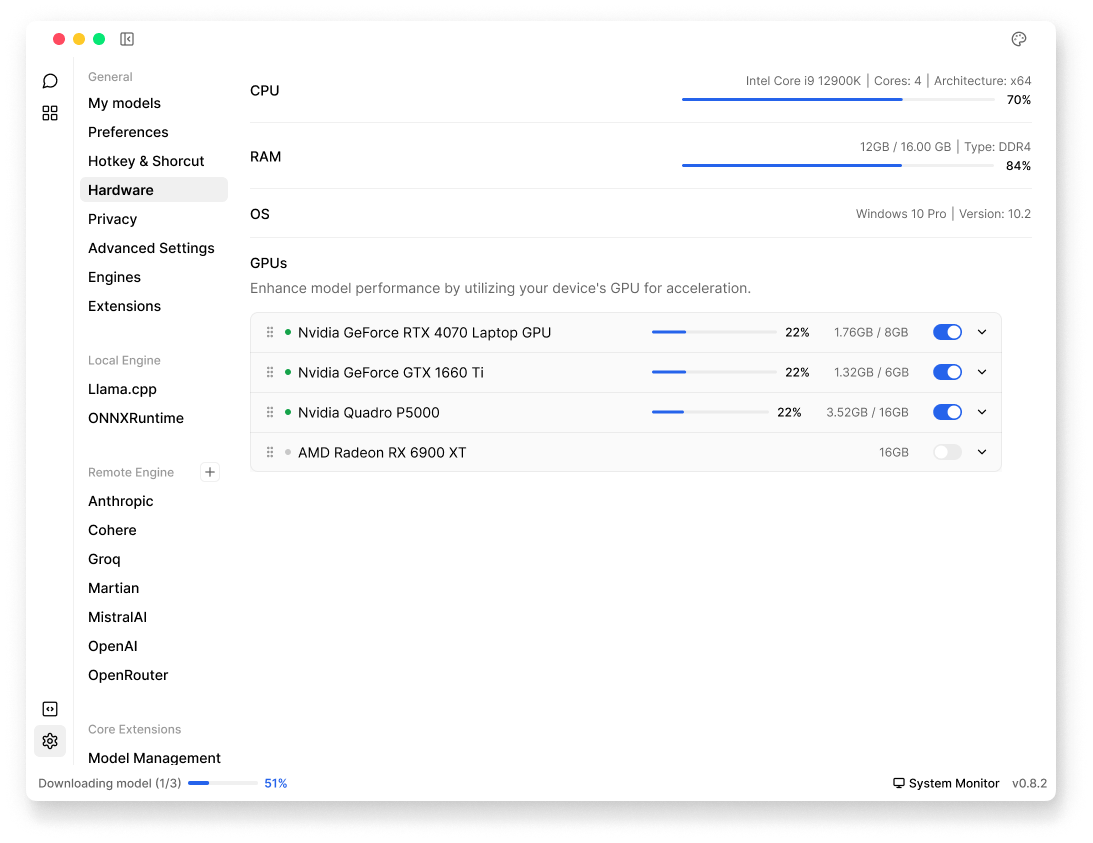 General
My models
Preferences
Hotkey & Shorcut
Hardware
Privacy
Advanced Settings
Engines
Extensions
Local Engine
Llama.cpp
ONNXRuntime
Remote Engine
Anthropic
Cohere
Groq
Martian
MistralAI
OpenAI
OpenRouter
Core Extensions
Model Management
CPU
Intel Core i9 12900K | Cores: 4 | Architecture: x64
70%
RAM
12GB / 16.00 GB | Type: DDR4
84%
OS
Windows 10 Pro | Version: 10.2
GPUs
Enhance model performance by utilizing your device's GPU for acceleration.
Nvidia GeForce RTX 4070 Laptop GPU 22% 1.76GB / 8GB
Nvidia GeForce GTX 1660 Ti 22% 1.32GB / 6GB
Nvidia Quadro P5000 22% 3.52GB / 16GB
AMD Radeon RX 6900 XT 16GB
Downloading model (1/3) 51%
System Monitor v0.8.2